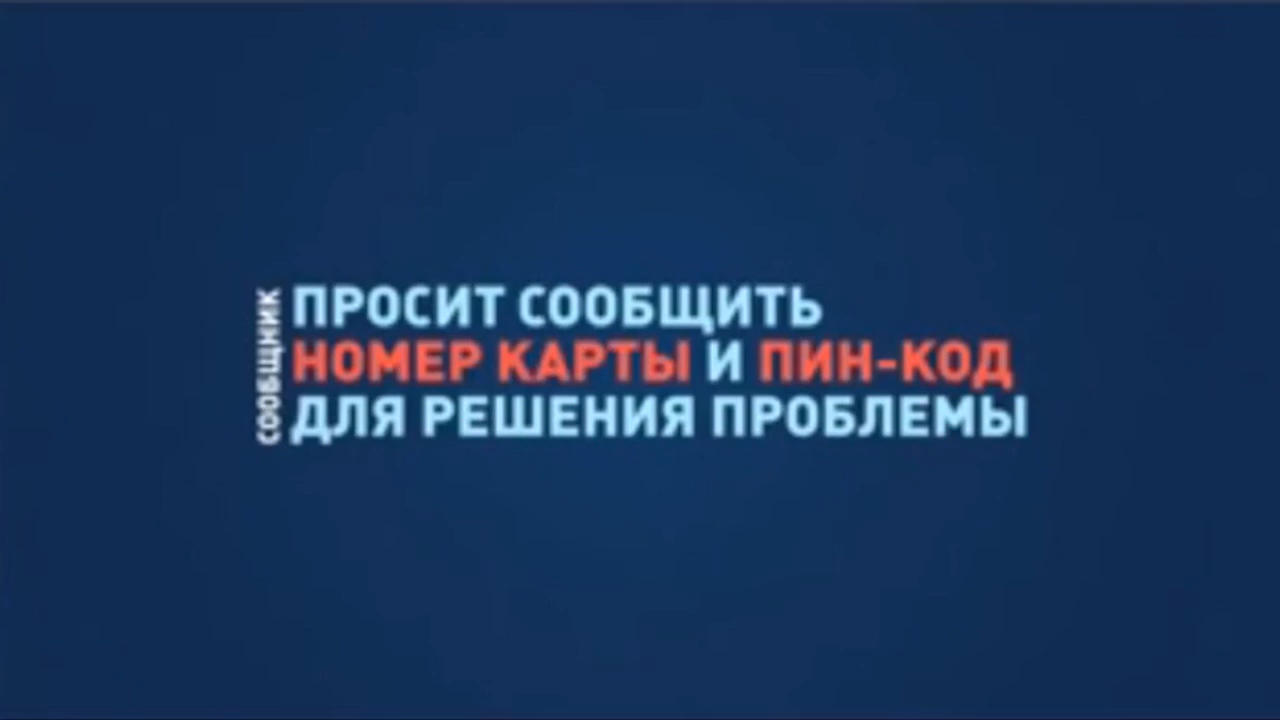 СООБЩНИК
ПРОСИТ СООБЩИТЬ
НОМЕР КАРТЫ И ПИН-КОД
ДЛЯ РЕШЕНИЯ ПРОБЛЕМЫ